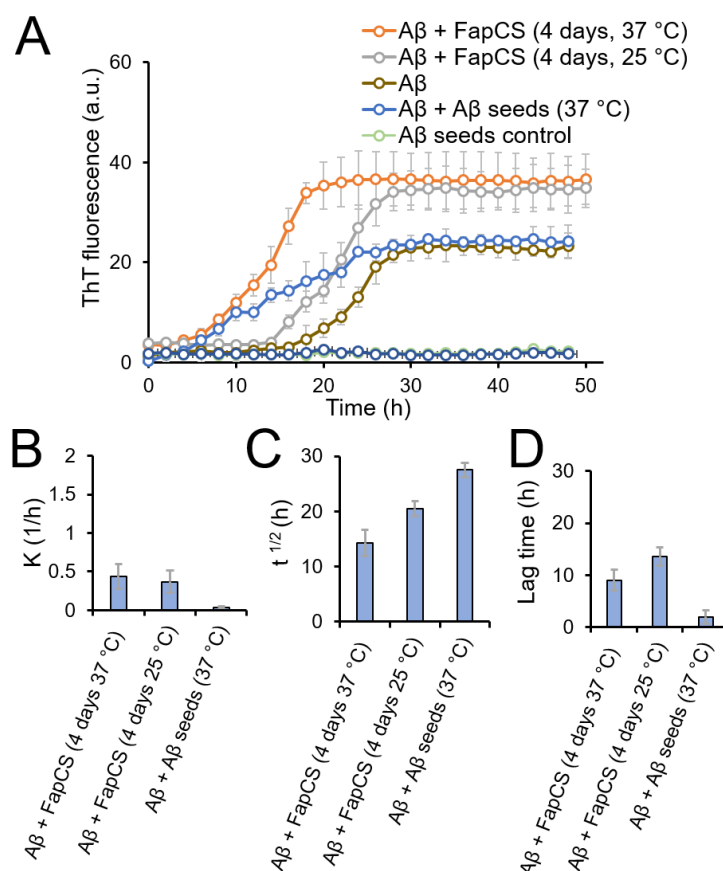 A
Aβ + FapCS (4 days, 37 °C)
Aβ + FapCS (4 days, 25 °C)
Aβ
Aβ + Aβ seeds (37 °C)
Aβ seeds control
ThT fluorescence (a.u.)
60
40
20
0
0 10 20 30 40 50
Time (h)
B
K (1/h)
2
1.5
1
0.5
0
Aβ + FapCS (4 days 37 °C)
Aβ + FapCS (4 days 25 °C)
Aβ + Aβ seeds (37 °C)
C
t 1/2 (h)
30
20
10
0
Aβ + FapCS (4 days 37 °C)
Aβ + FapCS (4 days 25 °C)
Aβ + Aβ seeds (37 °C)
D
Lag time (h)
30
20
10
0
Aβ + FapCS (4 days 37 °C)
Aβ + FapCS (4 days 25 °C)
Aβ + Aβ seeds (37 °C)